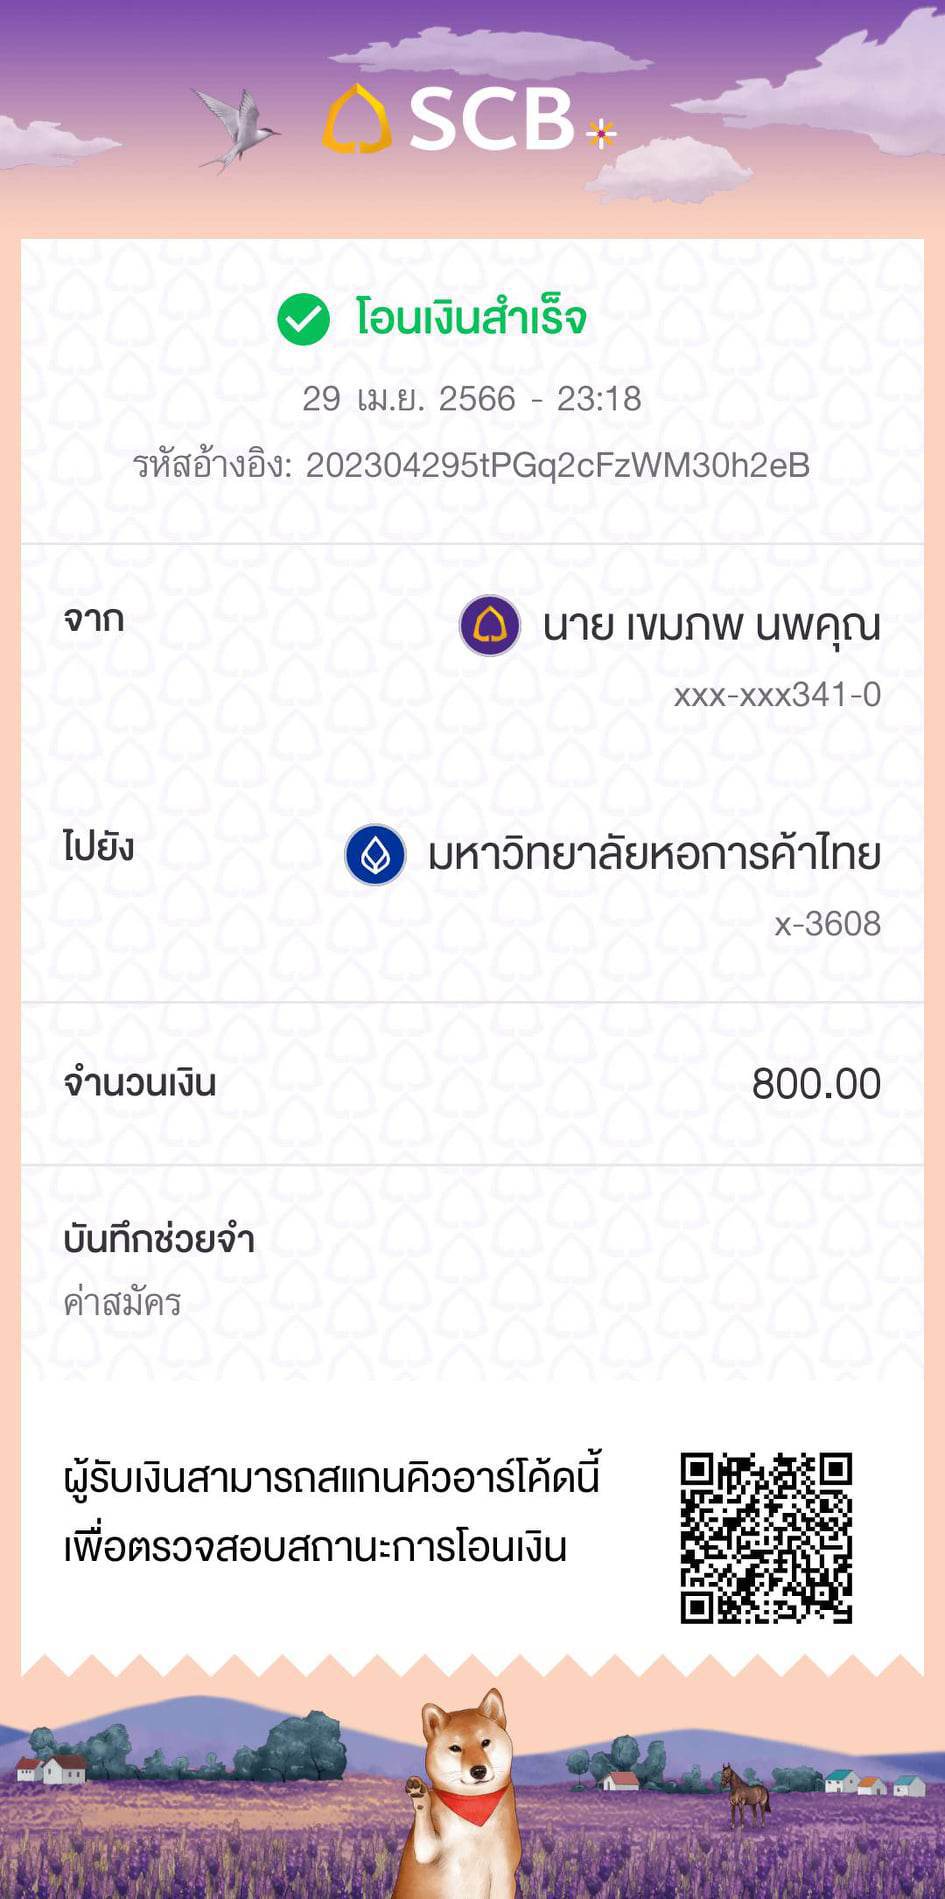 SCB
โอนเงินสำเร็จ
29 เม.ย. 2566 - 23:18
รหัสอ้างอิง: 202304295tPGq2cFzWM30h2eB
จาก
นาย เขมภพ นพคุณ
xxx-xxx341-0
ไปยัง
มหาวิทยาลัยหอการค้าไทย
x-3608
จำนวนเงิน 800.00
บันทึกช่วยจำ
ค่าสมัคร
ผู้รับเงินสามารถสแกนคิวอาร์โค้ดนี้
เพื่อตรวจสอบสถานะการโอนเงิน